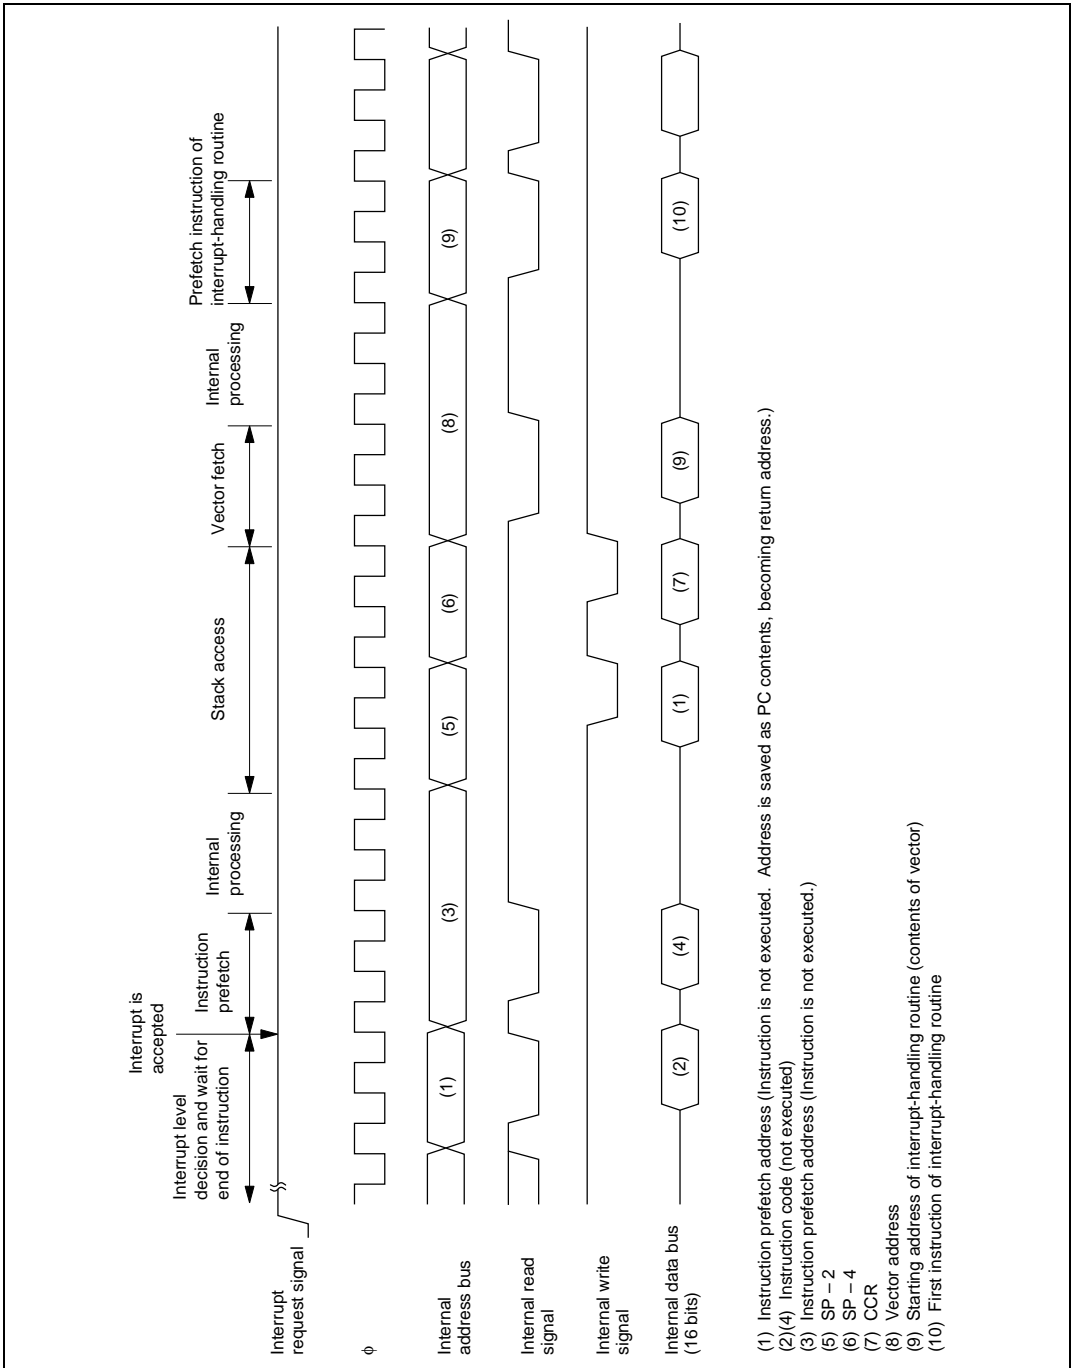 Interrupt is
accepted
Interrupt level
decision and wait for
end of instruction
Instruction
prefetch
Internal
processing
Stack access
Vector fetch
Internal
processing
Prefetch instruction of
interrupt-handling routine
Interrupt
request signal
φ
Internal
address bus
(1)
(3)
(5)
(6)
(8)
(9)
Internal read
signal
Internal write
signal
Internal data bus
(16 bits)
(2)
(4)
(1)
(7)
(9)
(10)
(1) Instruction prefetch address (Instruction is not executed. Address is saved as PC contents, becoming return address.)
(2)(4) Instruction code (not executed)
(3) Instruction prefetch address (Instruction is not executed.)
(5) SP – 2
(6) SP – 4
(7) CCR
(8) Vector address
(9) Starting address of interrupt-handling routine (contents of vector)
(10) First instruction of interrupt-handling routine